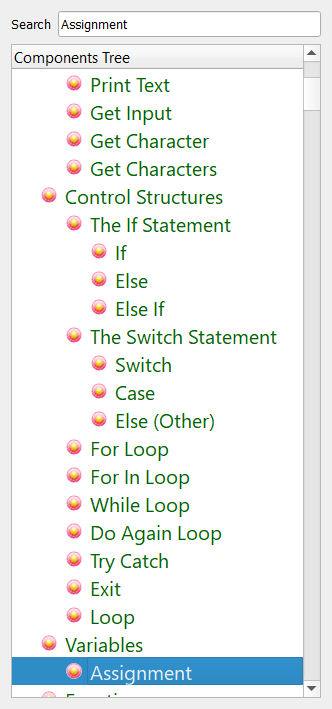 Search Assignment
Components Tree
Print Text
Get Input
Get Character
Get Characters
Control Structures
The If Statement
If
Else
Else If
The Switch Statement
Switch
Case
Else (Other)
For Loop
For In Loop
While Loop
Do Again Loop
Try Catch
Exit
Loop
Variables
Assignment